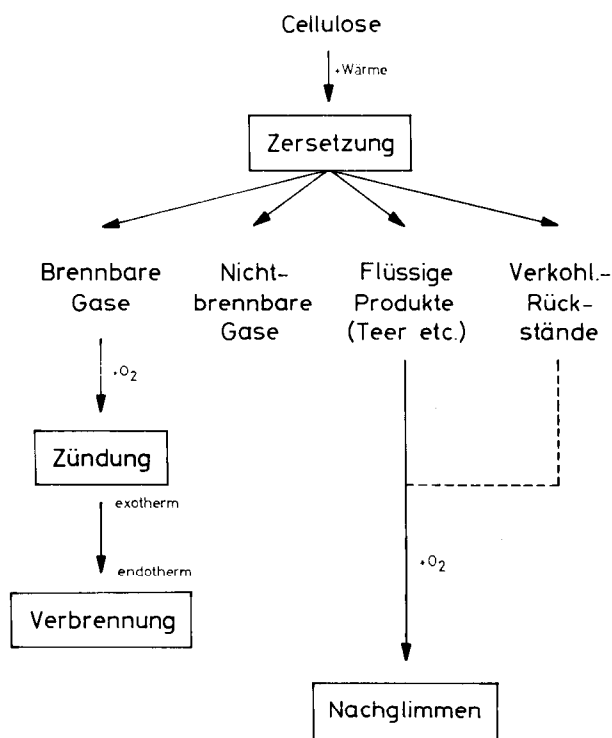 Cellulose
+Wärme
Zersetzung
Brennbare
Gase
Nicht-
brennbare
Gase
Flüssige
Produkte
(Teer etc.)
Verkohl.-
Rück-
stände
+O₂
Zündung
exotherm
endotherm
Verbrennung
+O₂
Nachglimmen